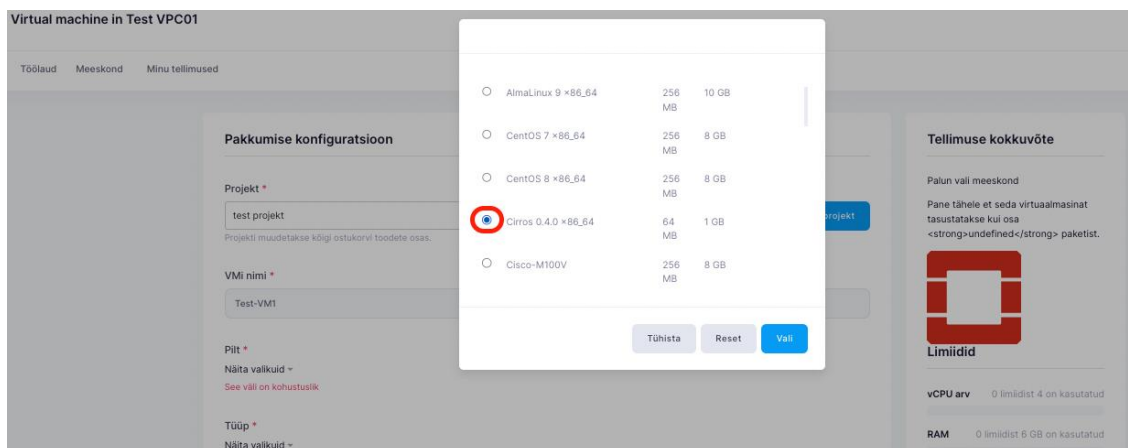 Virtual machine in Test VPC01
Töölaud Meeskond Minu tellimused
Pakkumise konfiguratsioon
Projekt *
test projekt
projekt
Projekti muudetakse kõigi ostukorvi toodete osas.
VMi nimi *
Test-VM1
Pilt *
Näita valikuid
See väli on kohustuslik
Tüüp *
Näita valikuid
AlmaLinux 9 x86_64 256 MB 10 GB
CentOS 7 x86_64 256 MB 8 GB
CentOS 8 x86_64 256 MB 8 GB
Cirros 0.4.0 x86_64 64 MB 1 GB
Cisco-M100V 256 MB 8 GB
Tühista Reset Vali
Tellimuse kokkuvõte
Palun vali meeskond
Pane tähele et seda virtuaalmasinat
tasustatakse kui osa
<strong>undefined</strong> paketist.
Limiidid
vCPU arv 0 limiidist 4 on kasutatud
RAM 0 limiidist 6 GB on kasutatud